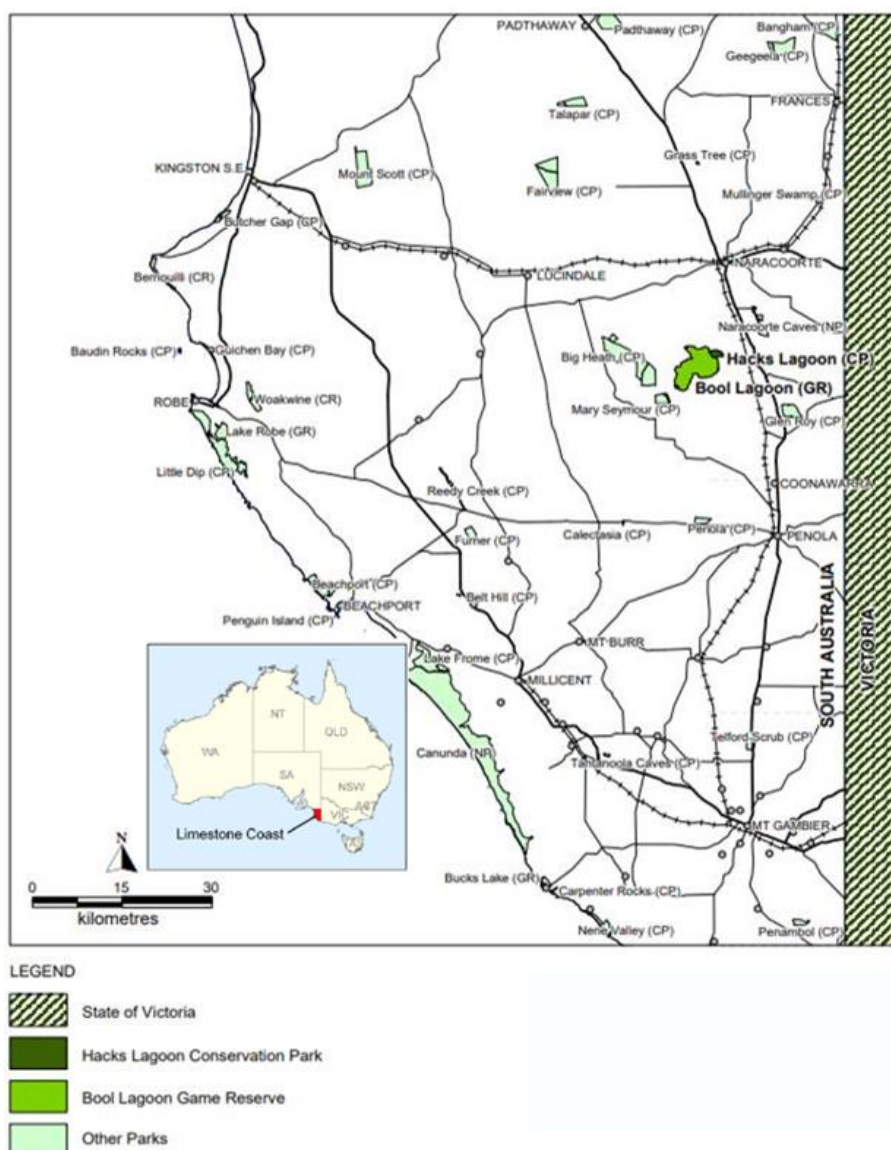 PADTHAWAY
Padthaway (CP)
Bangham (CP)
Geegeela (CP)
FRANCES
Talapar (CP)
KINGSTON S.E.
Mount Scott (CP)
Fairview (CP)
Grass Tree (CP)
Mullinger Swamp (CP)
Butcher Gap (CP)
Bernouilli (CR)
LUCINDALE
NARACOORTE
Naracoorte Caves (NP)
Baudin Rocks (CP)
Guichen Bay (CP)
Big Heath (CP)
Hacks Lagoon (CP)
Bool Lagoon (GR)
ROBE
Woakwine (CR)
Mary Seymour (CP)
Glen Roy (CP)
Lake Robe (GR)
Little Dip (CR)
Reedy Creek (CP)
COONAWARRA
Furner (CP)
Calectasia (CP)
Penola (CP)
PENOLA
Beachport (CP)
BEACHPORT
Penguin Island (CP)
Belt Hill (CP)
SOUTH AUSTRALIA
VICTORIA
Lake Frome (CP)
MT BURR
MILLICENT
Canunda (NP)
Tantanoola Caves (CP)
Telford Scrub (CP)
MT GAMBIER
Bucks Lake (GR)
Carpenter Rocks (CP)
Nene Valley (CP)
Penambol (CP)
NT
QLD
WA
SA
NSW
ACT
VIC
TAS
Limestone Coast
N
0 15 30
kilometres
LEGEND
State of Victoria
Hacks Lagoon Conservation Park
Bool Lagoon Game Reserve
Other Parks